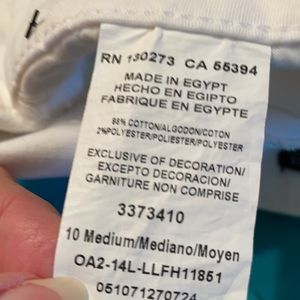 RN 130273 CA 55394
MADE IN EGYPT
HECHO EN EGIPTO
FABRIQUE EN EGYPTE
98% COTTON/ALGODON/COTON
2%POLYESTER/POLIESTER/POLYESTER
EXCLUSIVE OF DECORATION/
EXCEPTO DECORACION/
GARNITURE NON COMPRISE
3373410
10 Medium/Mediano/Moyen
OA2-14L-LLFH11851
051071270724